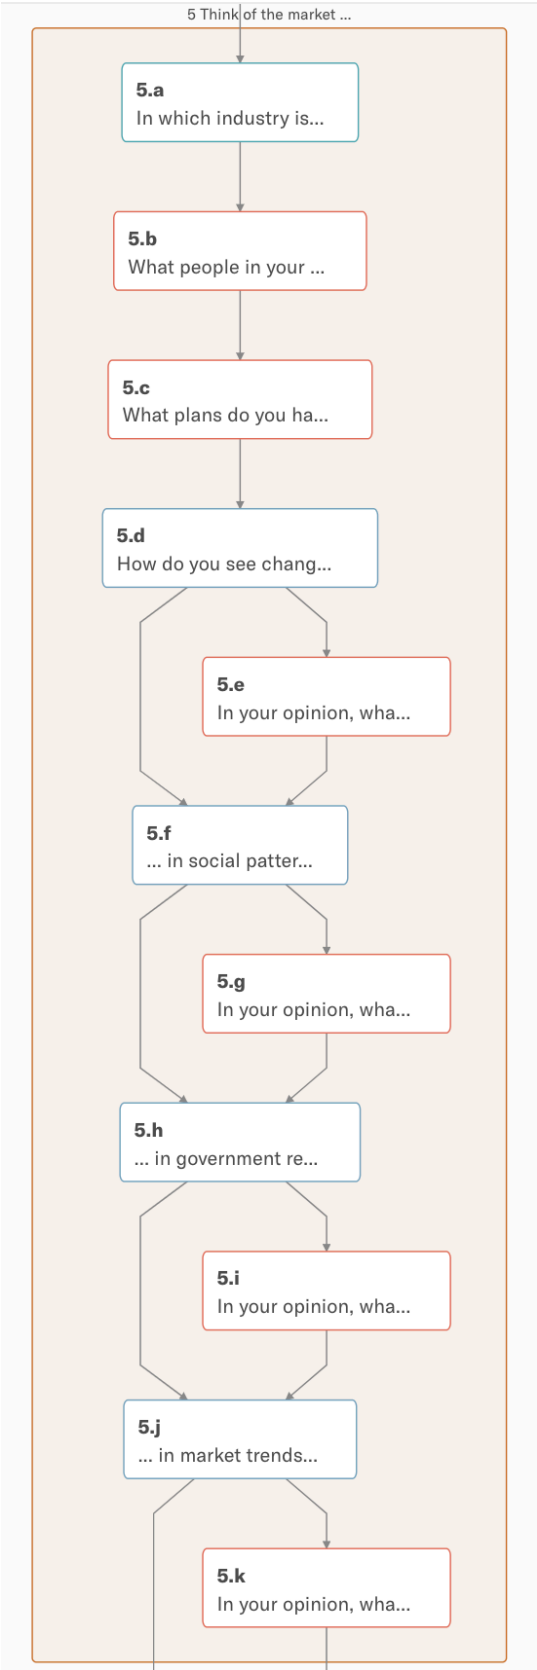 5 Think of the market ...
5.a
In which industry is...
5.b
What people in your ...
5.c
What plans do you ha...
5.d
How do you see chang...
5.e
In your opinion, wha...
5.f
... in social patter...
5.g
In your opinion, wha...
5.h
... in government re...
5.i
In your opinion, wha...
5.j
... in market trends...
5.k
In your opinion, wha...